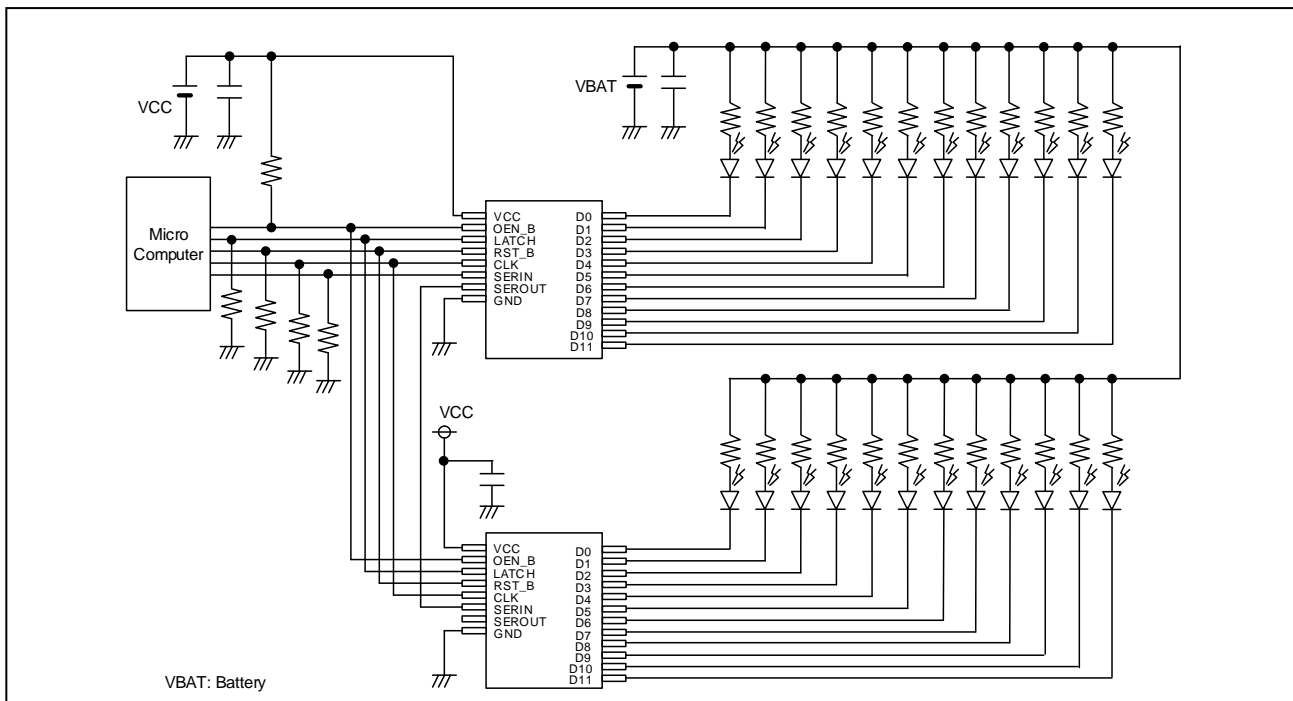 VCC
VBAT
Micro
Computer
VCC
OEN_B
LATCH
RST_B
CLK
SERIN
SEROUT
GND
D0
D1
D2
D3
D4
D5
D6
D7
D8
D9
D10
D11
VCC
VCC
OEN_B
LATCH
RST_B
CLK
SERIN
SEROUT
GND
D0
D1
D2
D3
D4
D5
D6
D7
D8
D9
D10
D11
VBAT: Battery